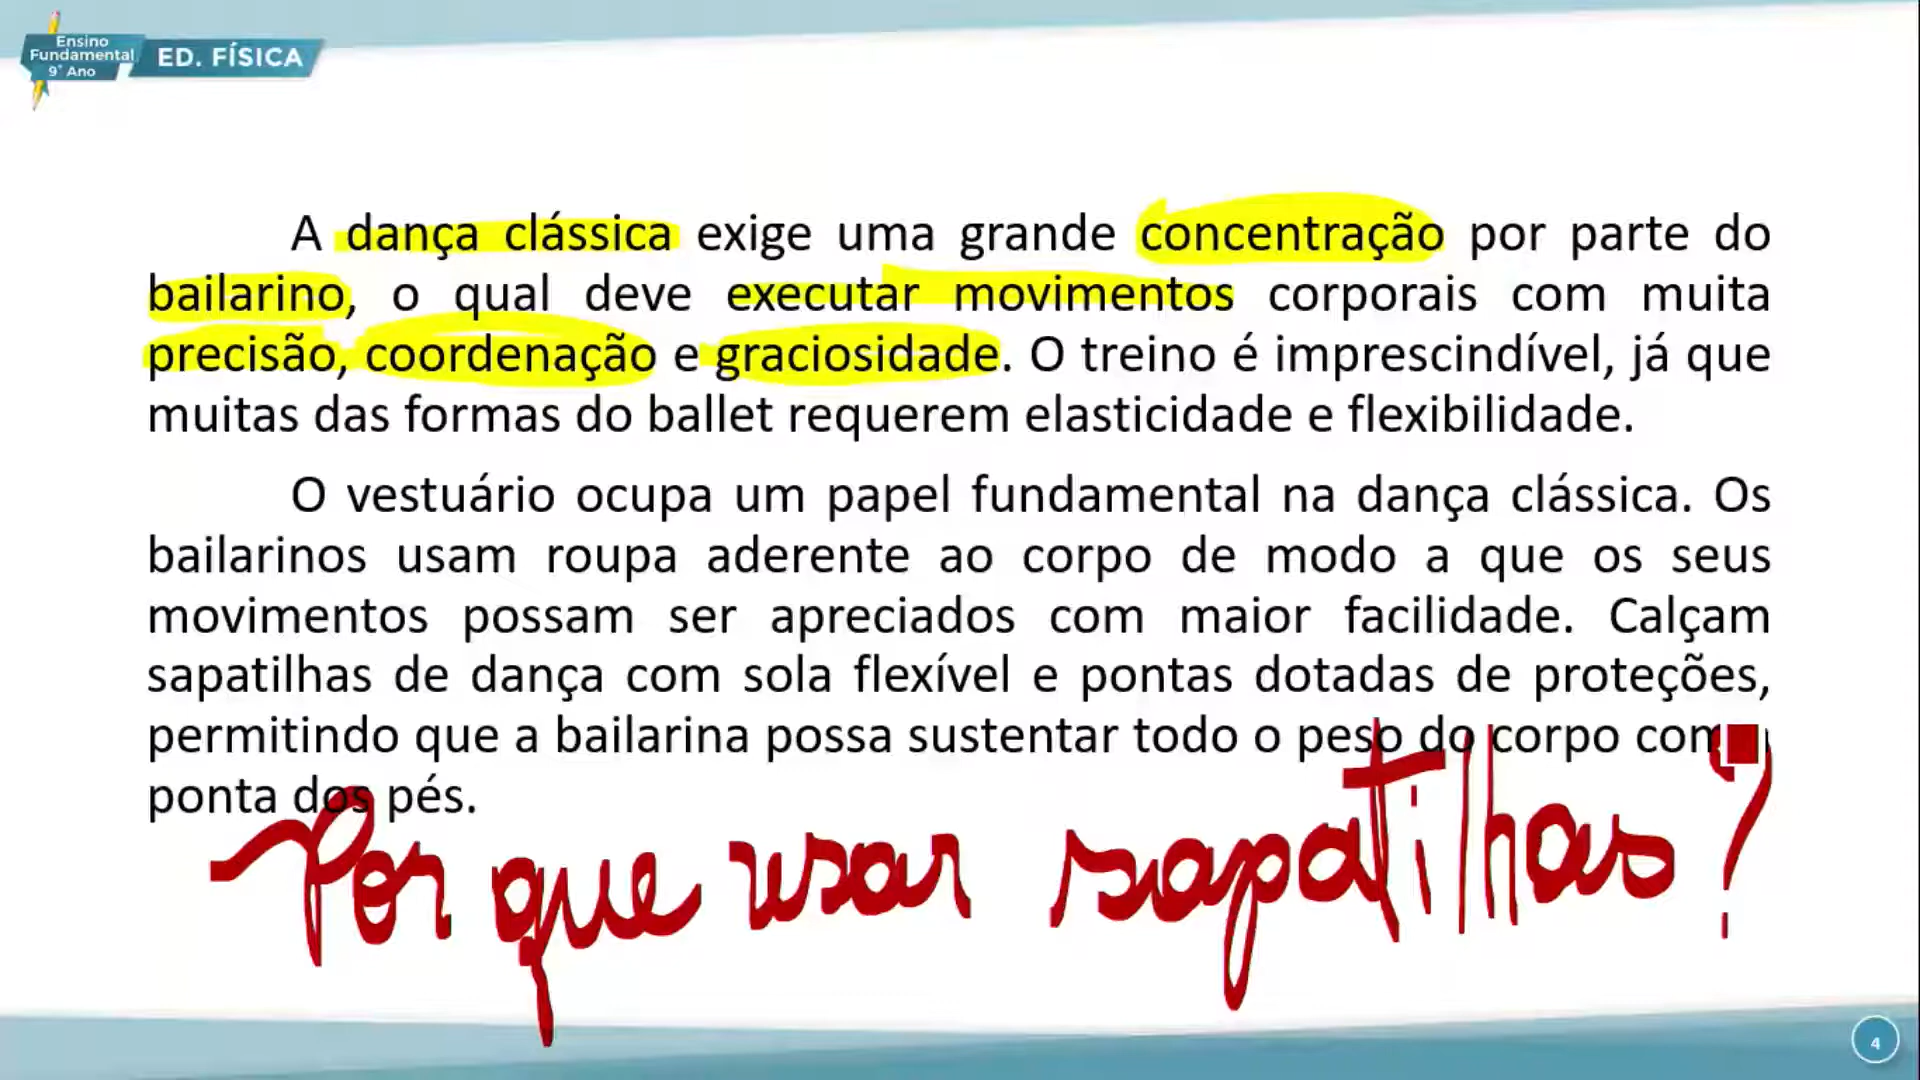 Ensino
Fundamental
9° Ano
ED. FÍSICA
A dança clássica exige uma grande concentração por parte do
bailarino, o qual deve executar movimentos corporais com muita
precisão, coordenação e graciosidade. O treino é imprescindível, já que
muitas das formas do ballet requerem elasticidade e flexibilidade.
O vestuário ocupa um papel fundamental na dança clássica. Os
bailarinos usam roupa aderente ao corpo de modo a que os seus
movimentos possam ser apreciados com maior facilidade. Calçam
sapatilhas de dança com sola flexível e pontas dotadas de proteções,
permitindo que a bailarina possa sustentar todo o peso do corpo com
ponta dos pés.
Por que usar sapatilhas?
4